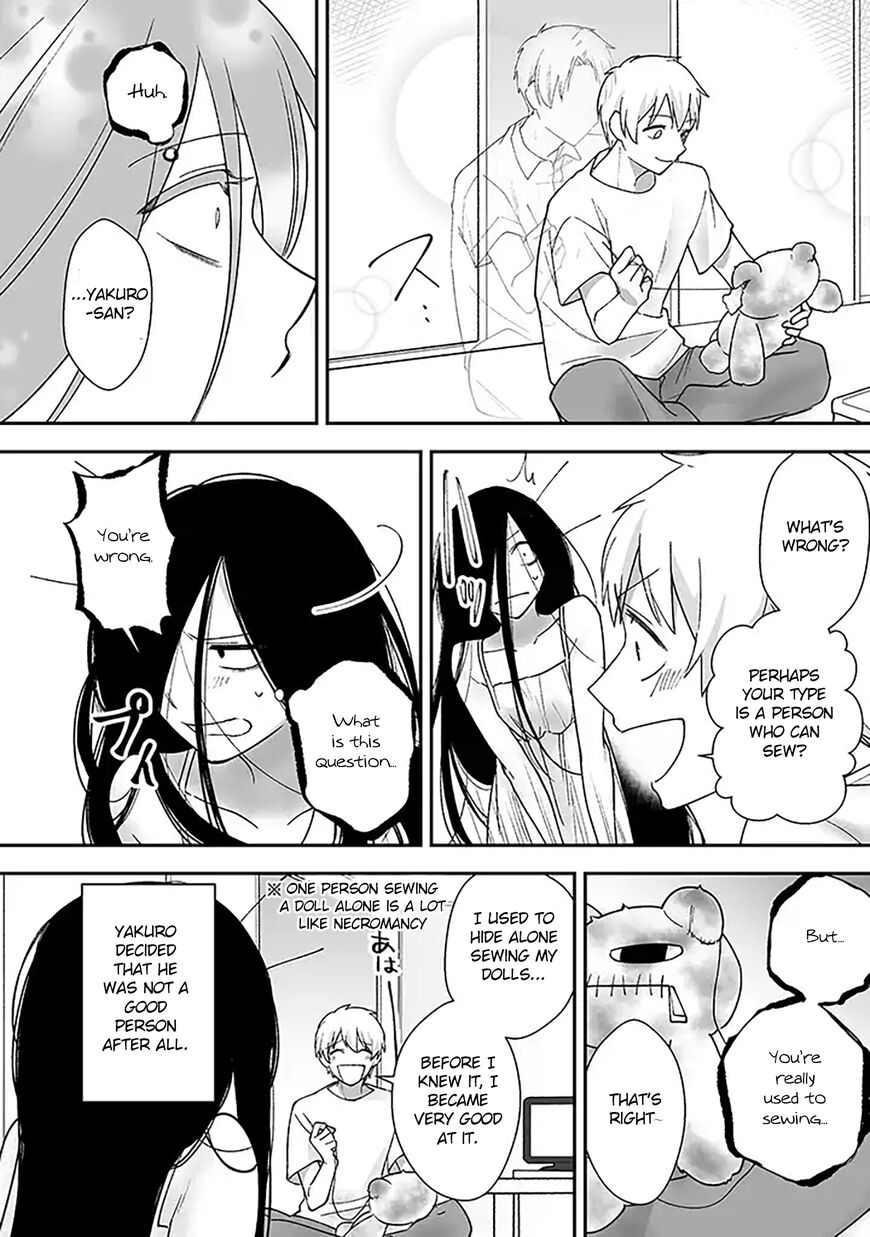 ス
Huh.
...YAKURO
-SAN?
WHAT'S
WRONG?
PERHAPS
YOUR TYPE
IS A PERSON
WHO CAN
SEW?
You're
wrong.
What
is this
question...
プイ
But...
You're
really
used to
sewing...
THAT'S
RIGHT~
I USED TO
HIDE ALONE
SEWING MY
DOLLS...
BEFORE I
KNEW IT, I
BECAME
VERY GOOD
AT IT.
あは
※ ONE PERSON SEWING
A DOLL ALONE IS A LOT
LIKE NECROMANCY
YAKURO
DECIDED
THAT HE
WAS NOT A
GOOD
PERSON
AFTER ALL.